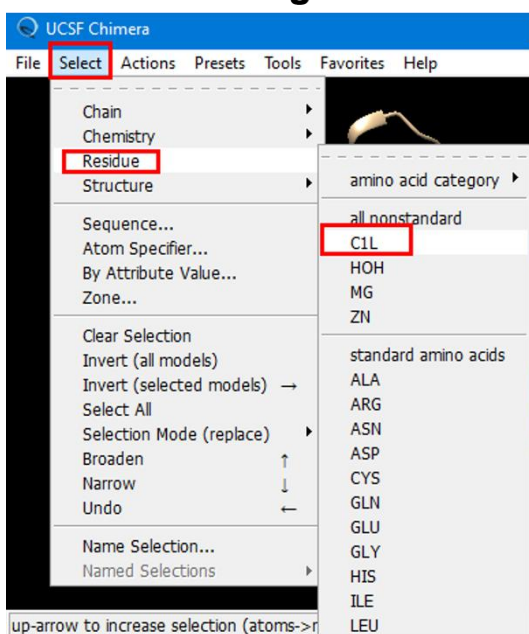 UCSF Chimera
File Select Actions Presets Tools Favorites Help
Chain
Chemistry
Residue
Structure
Sequence...
Atom Specifier...
By Attribute Value...
Zone...
Clear Selection
Invert (all models)
Invert (selected models) →
Select All
Selection Mode (replace)
Broaden ↑
Narrow ↓
Undo ←
Name Selection...
Named Selections
amino acid category
all nonstandard
C1L
HOH
MG
ZN
standard amino acids
ALA
ARG
ASN
ASP
CYS
GLN
GLU
GLY
HIS
ILE
LEU
up-arrow to increase selection (atoms->r